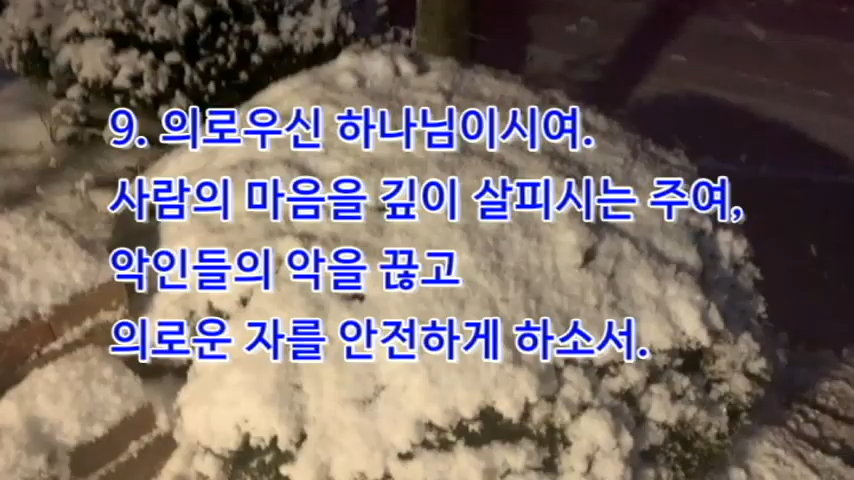 9. 의로우신 하나님이시여.
사람의 마음을 깊이 살피시는 주여,
악인들의 악을 끊고
의로운 자를 안전하게 하소서.